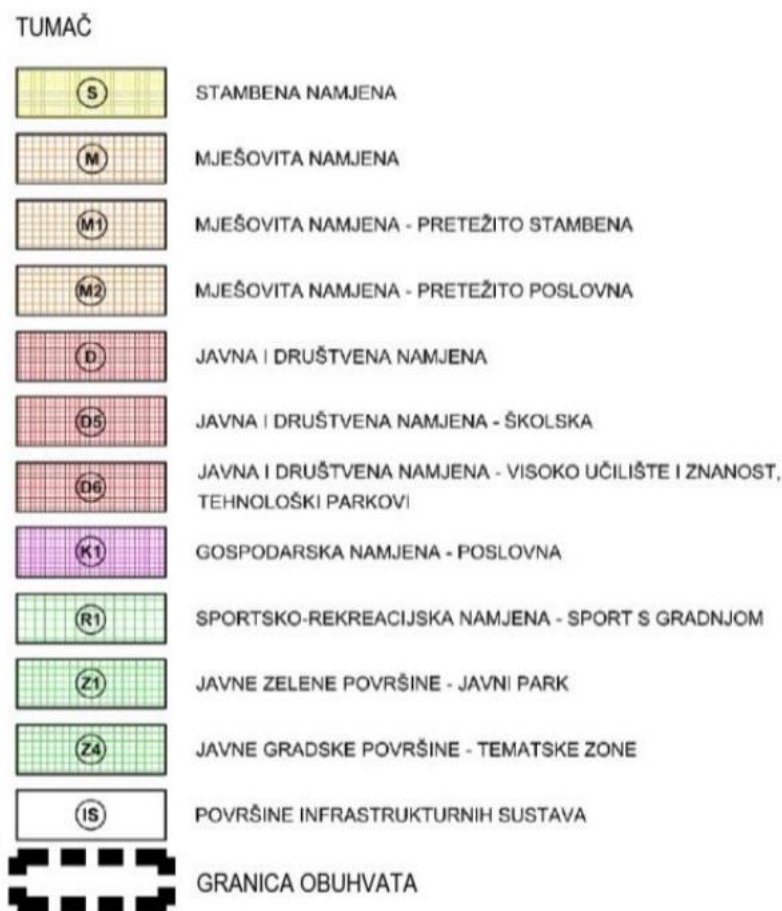 TUMAČ
S STAMBENA NAMJENA
M MJEŠOVITA NAMJENA
M1 MJEŠOVITA NAMJENA - PRETEŽITO STAMBENA
M2 MJEŠOVITA NAMJENA - PRETEŽITO POSLOVNA
D JAVNA I DRUŠTVENA NAMJENA
D5 JAVNA I DRUŠTVENA NAMJENA - ŠKOLSKA
D6 JAVNA I DRUŠTVENA NAMJENA - VISOKO UČILIŠTE I ZNANOST,
TEHNOLOŠKI PARKOVI
K1 GOSPODARSKA NAMJENA - POSLOVNA
R1 SPORTSKO-REKREACIJSKA NAMJENA - SPORT S GRADNJOM
Z1 JAVNE ZELENE POVRŠINE - JAVNI PARK
Z4 JAVNE GRADSKE POVRŠINE - TEMATSKE ZONE
IS POVRŠINE INFRASTRUKTURNIH SUSTAVA
GRANICA OBUHVATA